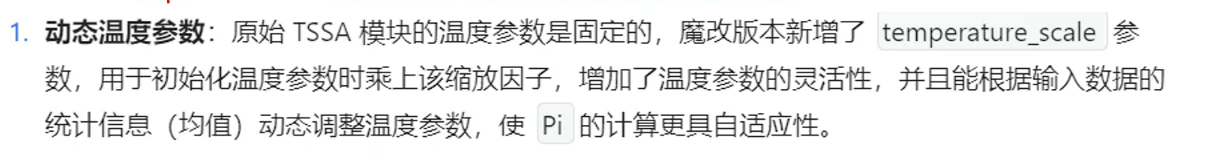 1. 动态温度参数：原始 TSSA 模块的温度参数是固定的，魔改版本新增了 temperature_scale 参
数，用于初始化温度参数时乘上该缩放因子，增加了温度参数的灵活性，并且能根据输入数据的
统计信息（均值）动态调整温度参数，使 Pi 的计算更具自适应性。